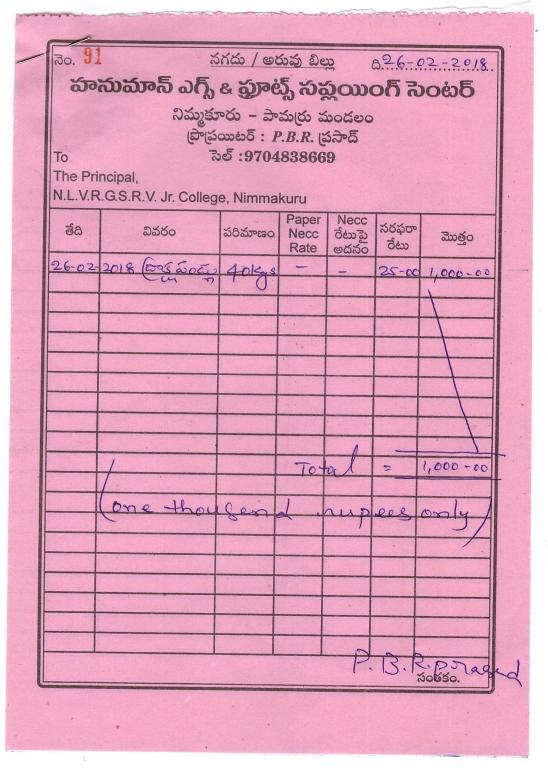 నెం. 91 నగదు / అరువు బిల్లు ది.26-02-2018
హనుమాన్ ఎగ్స్ & ఫ్రూట్స్ సప్లయింగ్ సెంటర్
నిమ్మకూరు - పామర్రు మండలం
ప్రొప్రయిటర్ : P.B.R. ప్రసాద్
సెల్ :9704838669
To
The Principal,
N.L.V.R.G.S.R.V. Jr. College, Nimmakuru
తేది వివరం పరిమాణం Paper Necc Rate Necc రేటుపై అదనం సరఫరా రేటు మొత్తం
26-02-2018 ద్రాక్షపండ్లు 40kgs - - 25-00 1,000-00
Total = 1,000-00
(one thousand rupees only)
P.B.R.prasad
సంతకం.